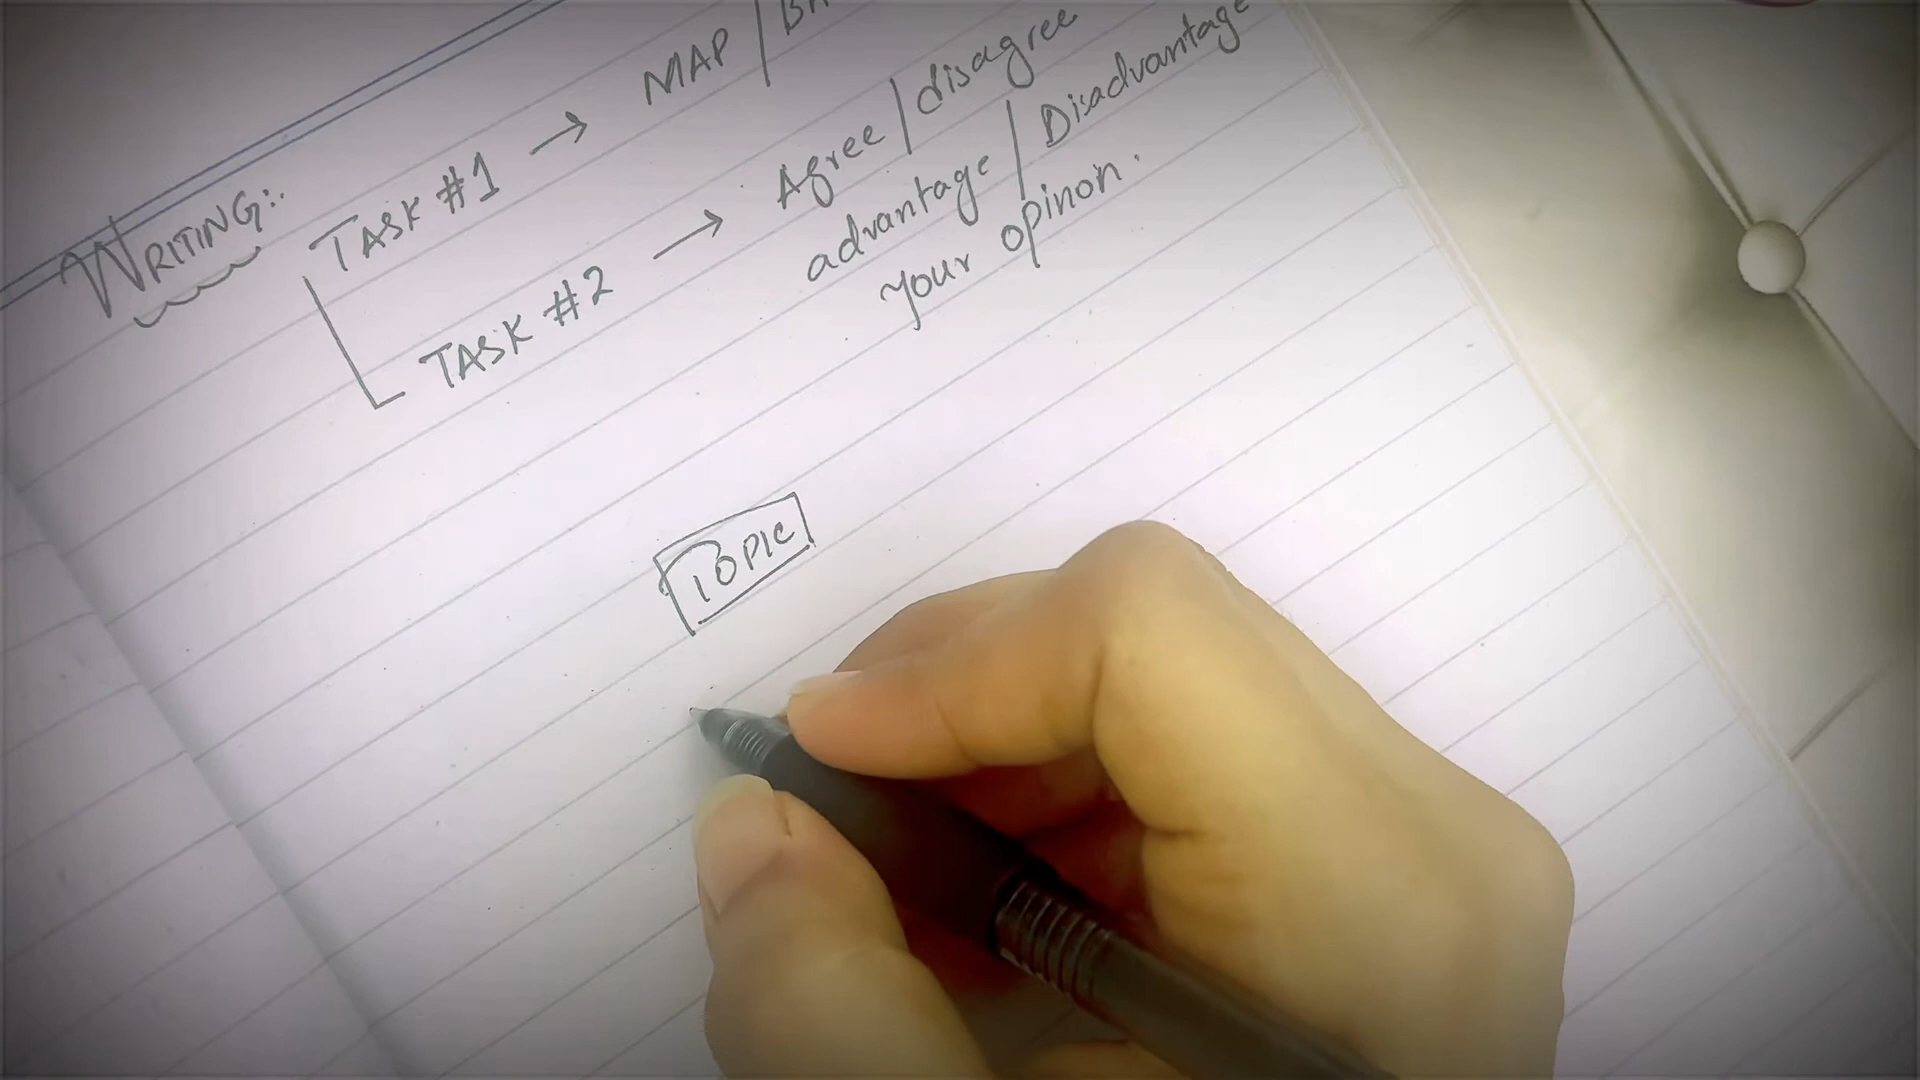 WRITING:
TASK #1 → MAP /
TASK #2 → Agree / disagree
advantage / Disadvantage
your opinon.
TOPIC